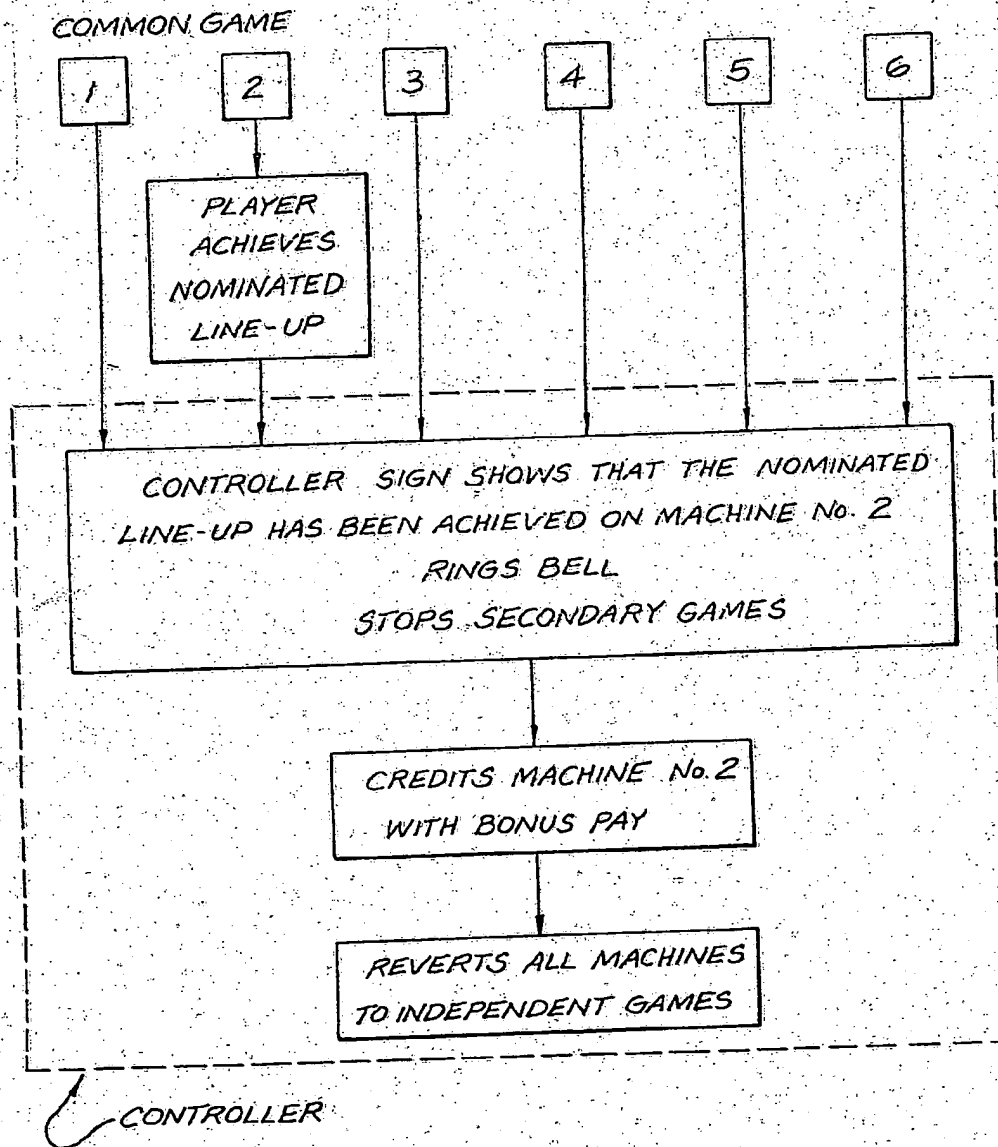 COMMON GAME
1 2 3 4 5 6
PLAYER
ACHIEVES
NOMINATED
LINE-UP
CONTROLLER SIGN SHOWS THAT THE NOMINATED
LINE-UP HAS BEEN ACHIEVED ON MACHINE No. 2
RINGS BELL
STOPS SECONDARY GAMES
CREDITS MACHINE No. 2
WITH BONUS PAY
REVERTS ALL MACHINES
TO INDEPENDENT GAMES
CONTROLLER